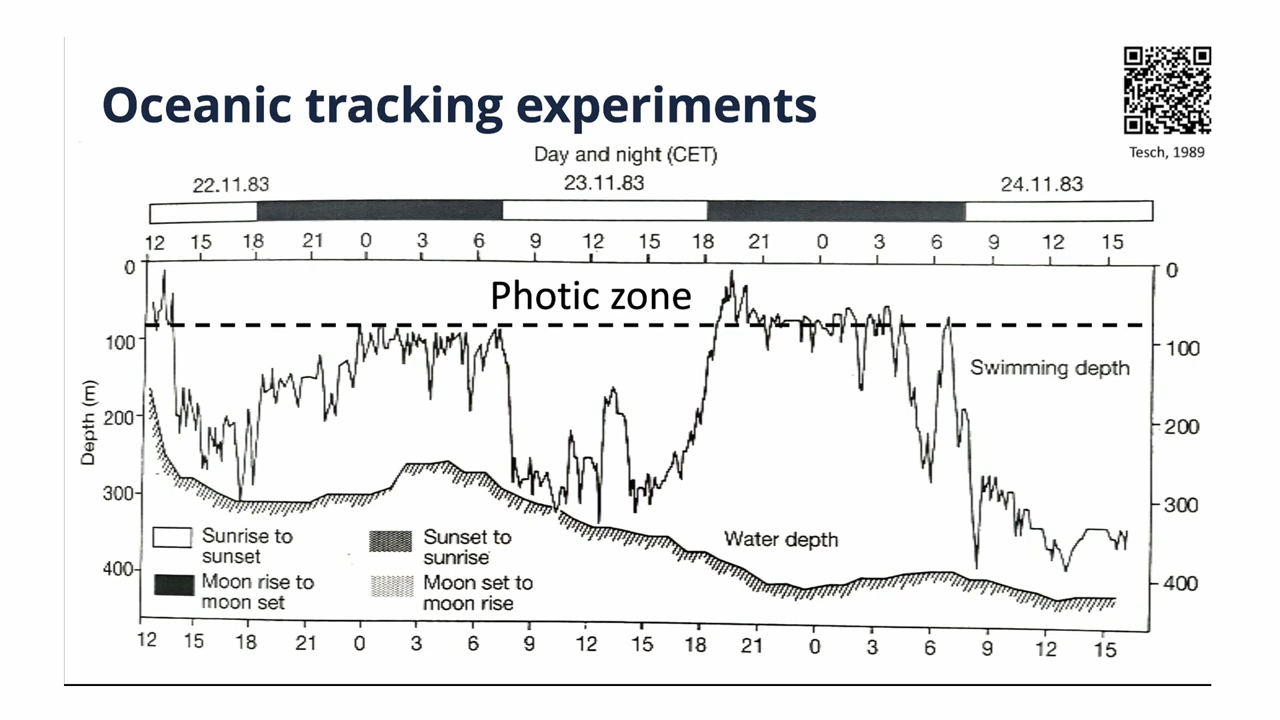 Oceanic tracking experiments
Tesch, 1989
Day and night (CET)
22.11.83 23.11.83 24.11.83
12 15 18 21 0 3 6 9 12 15 18 21 0 3 6 9 12 15
0 0
Photic zone
100 100
Swimming depth
200 200
Depth (m)
300 300
Water depth
400 400
Sunrise to
sunset
Sunset to
sunrise
Moon rise to
moon set
Moon set to
moon rise
12 15 18 21 0 3 6 9 12 15 18 21 0 3 6 9 12 15